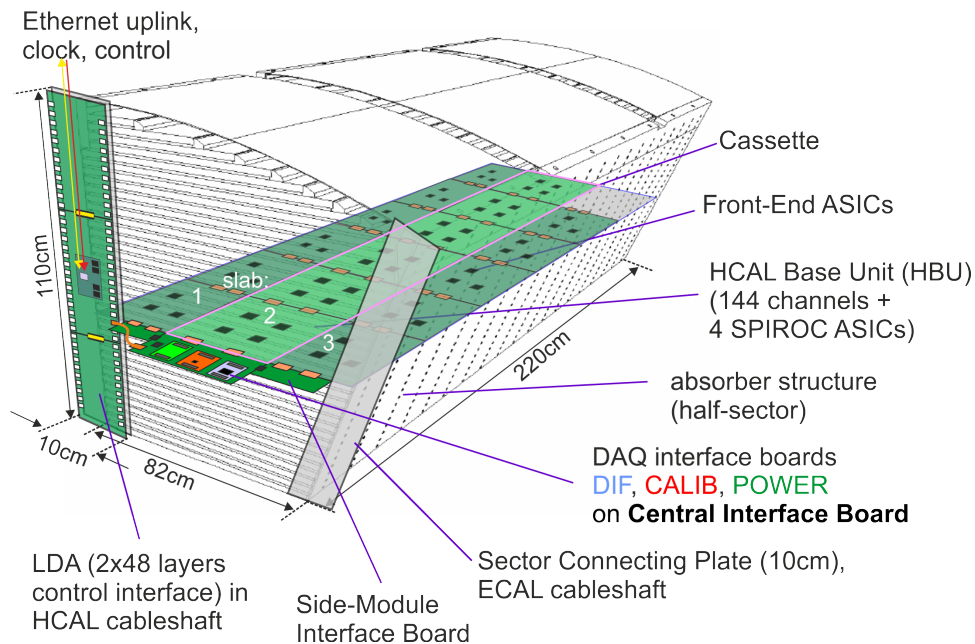 Ethernet uplink,
clock, control
Cassette
Front-End ASICs
HCAL Base Unit (HBU)
(144 channels +
4 SPIROC ASICs)
110cm
slab:
1
2
3
220cm
absorber structure
(half-sector)
10cm
82cm
DAQ interface boards
DIF, CALIB, POWER
on Central Interface Board
Sector Connecting Plate (10cm),
ECAL cableshaft
LDA (2x48 layers
control interface) in
HCAL cableshaft
Side-Module
Interface Board